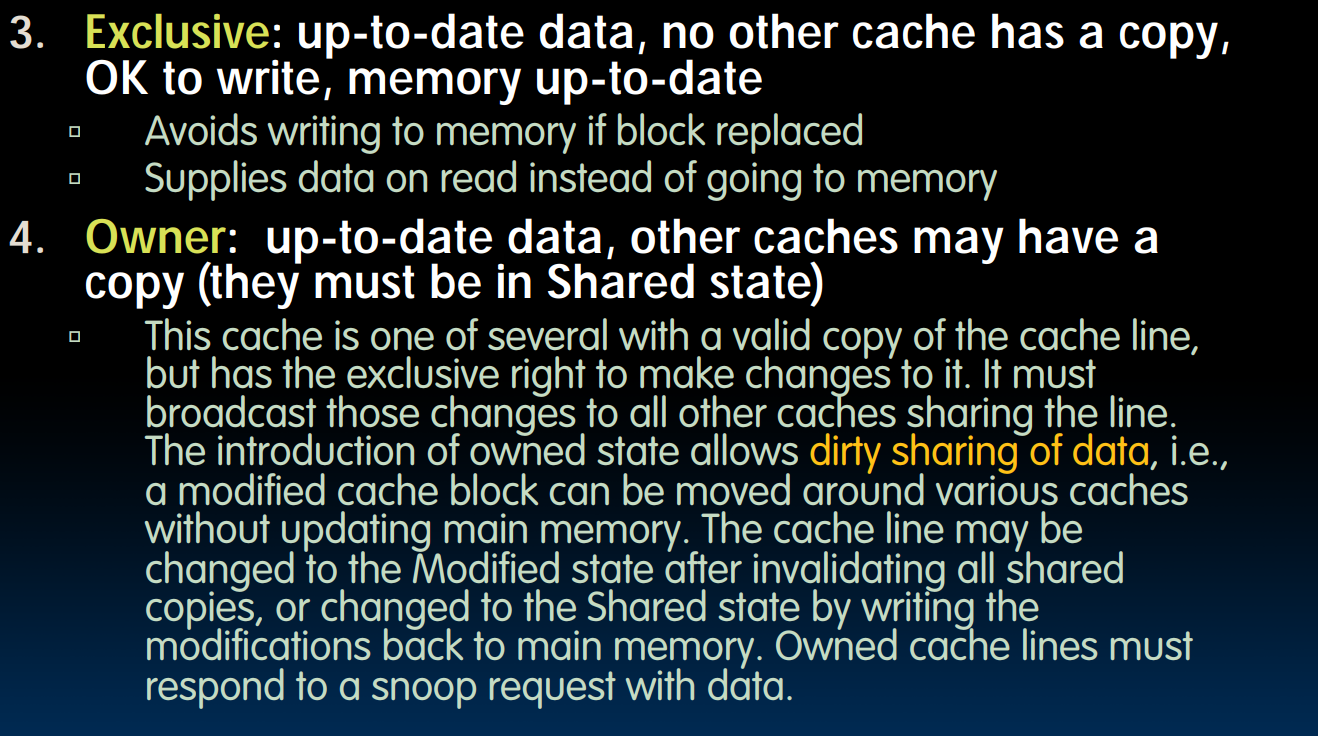 3. Exclusive: up-to-date data, no other cache has a copy,
OK to write, memory up-to-date
▫ Avoids writing to memory if block replaced
▫ Supplies data on read instead of going to memory
4. Owner: up-to-date data, other caches may have a
copy (they must be in Shared state)
▫ This cache is one of several with a valid copy of the cache line,
but has the exclusive right to make changes to it. It must
broadcast those changes to all other caches sharing the line.
The introduction of owned state allows dirty sharing of data, i.e.,
a modified cache block can be moved around various caches
without updating main memory. The cache line may be
changed to the Modified state after invalidating all shared
copies, or changed to the Shared state by writing the
modifications back to main memory. Owned cache lines must
respond to a snoop request with data.